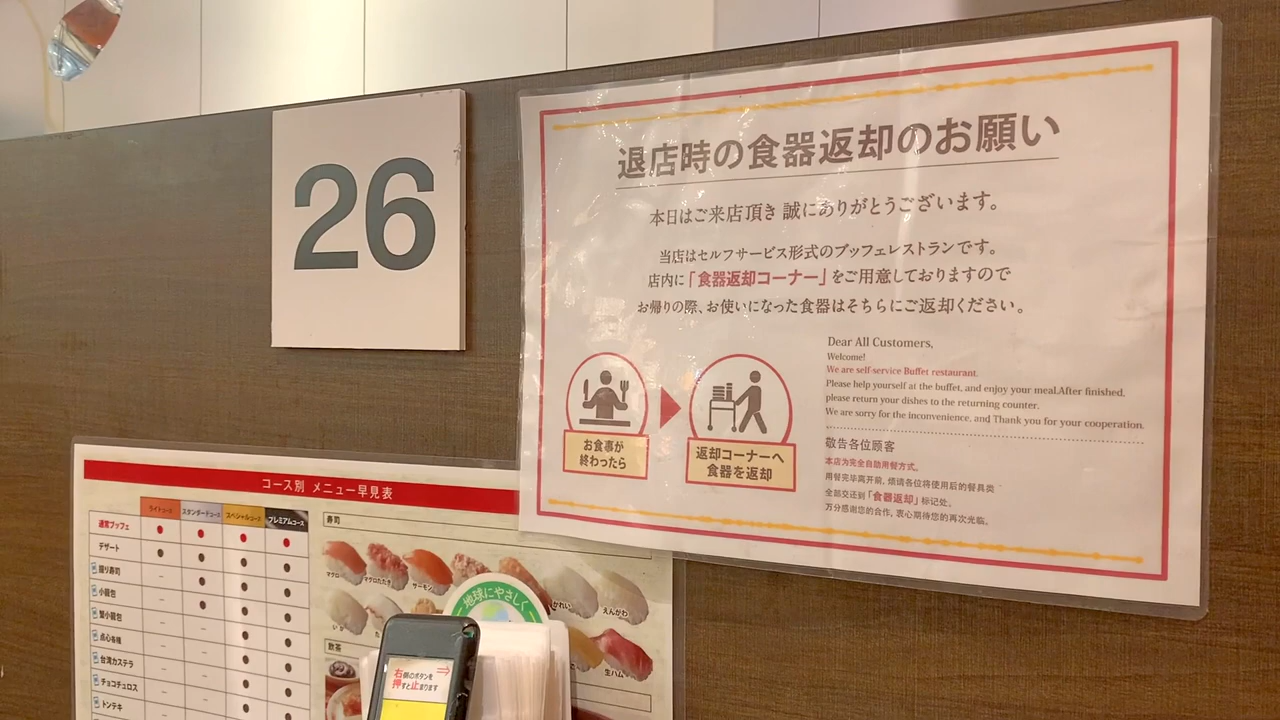 26
退店時の食器返却のお願い
本日はご来店頂き 誠にありがとうございます。
当店はセルフサービス形式のブッフェレストランです。
店内に「食器返却コーナー」をご用意しておりますので
お帰りの際、お使いになった食器はそちらにご返却ください。
お食事が
終わったら
返却コーナーへ
食器を返却
Dear All Customers,
Welcome!
We are self-service Buffet restaurant.
Please help yourself at the buffet, and enjoy your meal.After finished,
please return your dishes to the returning counter.
We are sorry for the inconvenience, and Thank you for your cooperation.
敬告各位顾客
本店为完全自助用餐方式。
用餐完毕离开前, 烦请各位将使用后的餐具类
全部交还到「食器返却」标记处。
万分感谢您的合作, 衷心期待您的再次光临。
コース別 メニュー早見表
ライトコース スタンダードコース スペシャルコース プレミアムコース
通常ブッフェ ● ● ● ●
デザート ● ● ● ●
握り寿司 – ● ● ●
小籠包 – ● ● ●
蟹小籠包 – – ● ●
点心各種 – – ● ●
台湾カステラ – – ● ●
チョコチュロス – – ● ●
トンテキ
寿司
マグロ マグロたたき サーモン
かれい えんがわ
いか
生ハム
飲茶
地球にやさしく
右側のボタンを
押すと止まります